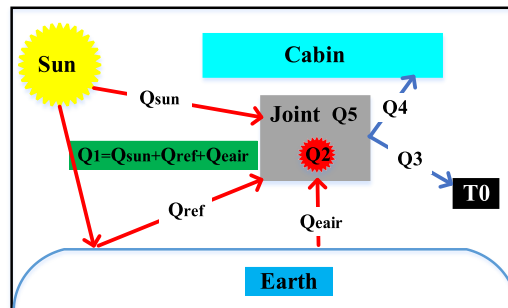 Sun
Cabin
Qsun
Joint Q5
Q4
Q1=Qsun+Qref+Qeair
Q2
Q3
Qref
T0
Qeair
Earth